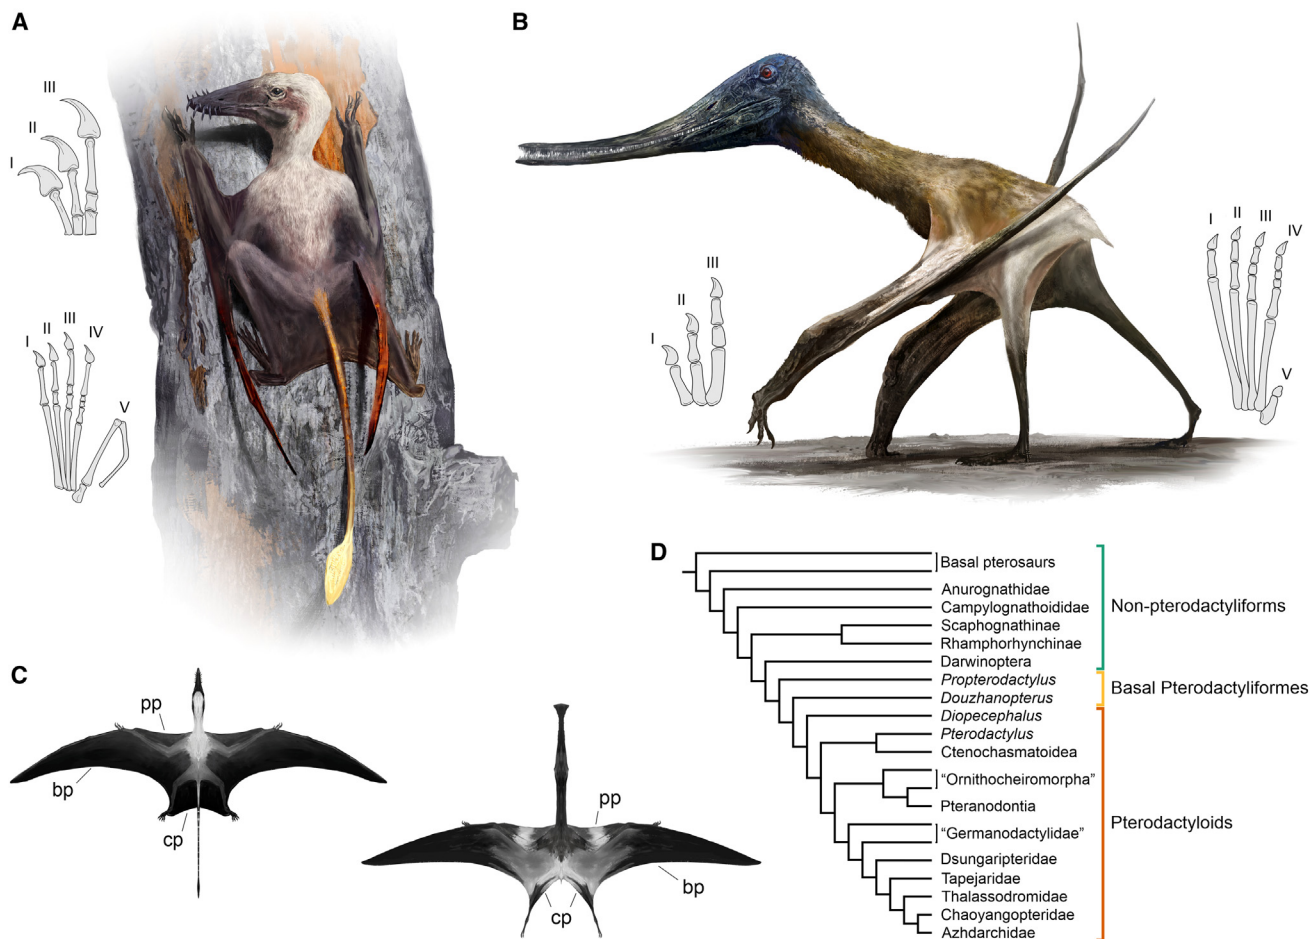 A
III
II
I
I
II
III
IV
V
B
I
II
III
IV
V
I
II
III
C
pp
bp
cp
pp
bp
cp
D
Basal pterosaurs
Anurognathidae
Campylognathoididae
Scaphognathinae
Rhamphorhynchinae
Darwinoptera
Propterodactylus
Douzhanopterus
Diopecephalus
Pterodactylus
Ctenochasmatoidea
“Ornithocheiromorpha”
Pteranodontia
“Germanodactylidae”
Dsungaripteridae
Tapejaridae
Thalassodromidae
Chaoyangopteridae
Azhdarchidae
Non-pterodactyliforms
Basal Pterodactyliformes
Pterodactyloids